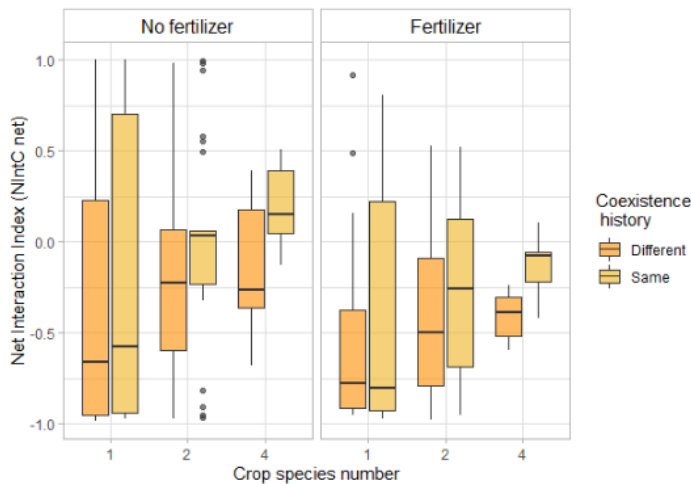 No fertilizer
Fertilizer
Net Interaction Index (NIntC net)
1.0
0.5
0.0
-0.5
-1.0
1 2 4
1 2 4
Crop species number
Coexistence
history
Different
Same